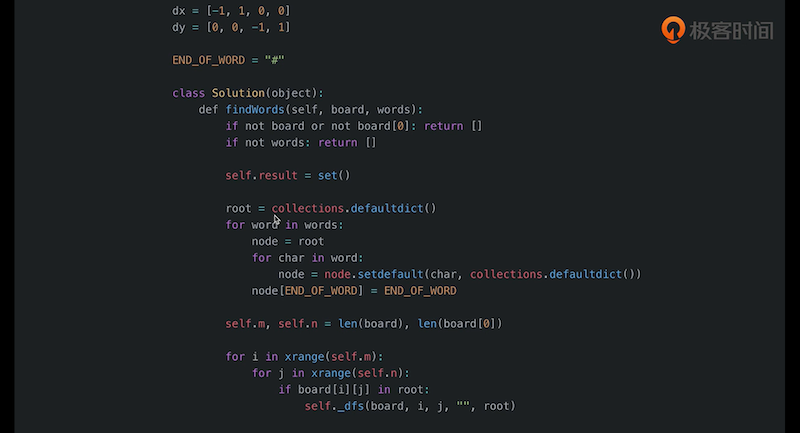 dx = [-1, 1, 0, 0]
极客时间
dy = [0, 0, -1, 1]
END_OF_WORD = "#"
class Solution(object):
def findWords(self, board, words):
if not board or not board[0]: return []
if not words: return []
self.result = set()
root = collections.defaultdict()
for word in words:
node = root
for char in word:
node = node.setdefault(char, collections.defaultdict())
node[END_OF_WORD] = END_OF_WORD
self.m, self.n = len(board), len(board[0])
for i in xrange(self.m):
for j in xrange(self.n):
if board[i][j] in root:
self._dfs(board, i, j, "", root)